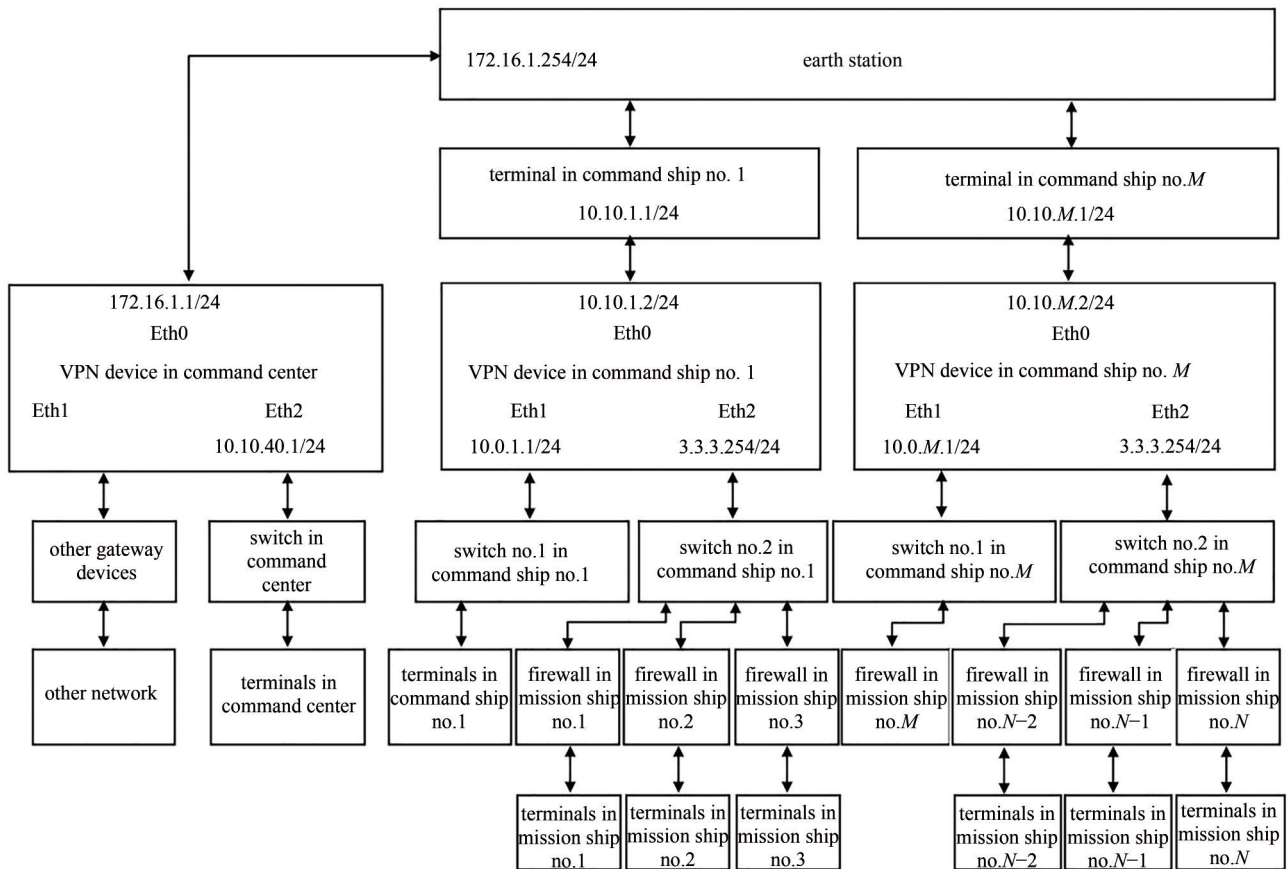 172.16.1.254/24 earth station
terminal in command ship no. 1
10.10.1.1/24
terminal in command ship no.M
10.10.M.1/24
172.16.1.1/24
Eth0
VPN device in command center
Eth1 Eth2
10.10.40.1/24
10.10.1.2/24
Eth0
VPN device in command ship no. 1
Eth1 Eth2
10.0.1.1/24 3.3.3.254/24
10.10.M.2/24
Eth0
VPN device in command ship no. M
Eth1 Eth2
10.0.M.1/24 3.3.3.254/24
other gateway
devices
switch in
command
center
switch no.1 in
command ship no.1
switch no.2 in
command ship no.1
switch no.1 in
command ship no.M
switch no.2 in
command ship no.M
other network
terminals in
command center
terminals in
command ship
no.1
firewall in
mission ship
no.1
firewall in
mission ship
no.2
firewall in
mission ship
no.3
firewall in
mission ship
no.M
firewall in
mission ship
no.N−2
firewall in
mission ship
no.N−1
firewall in
mission ship
no.N
terminals in
mission ship
no.1
terminals in
mission ship
no.2
terminals in
mission ship
no.3
terminals in
mission ship
no.N−2
terminals in
mission ship
no.N−1
terminals in
mission ship
no.N